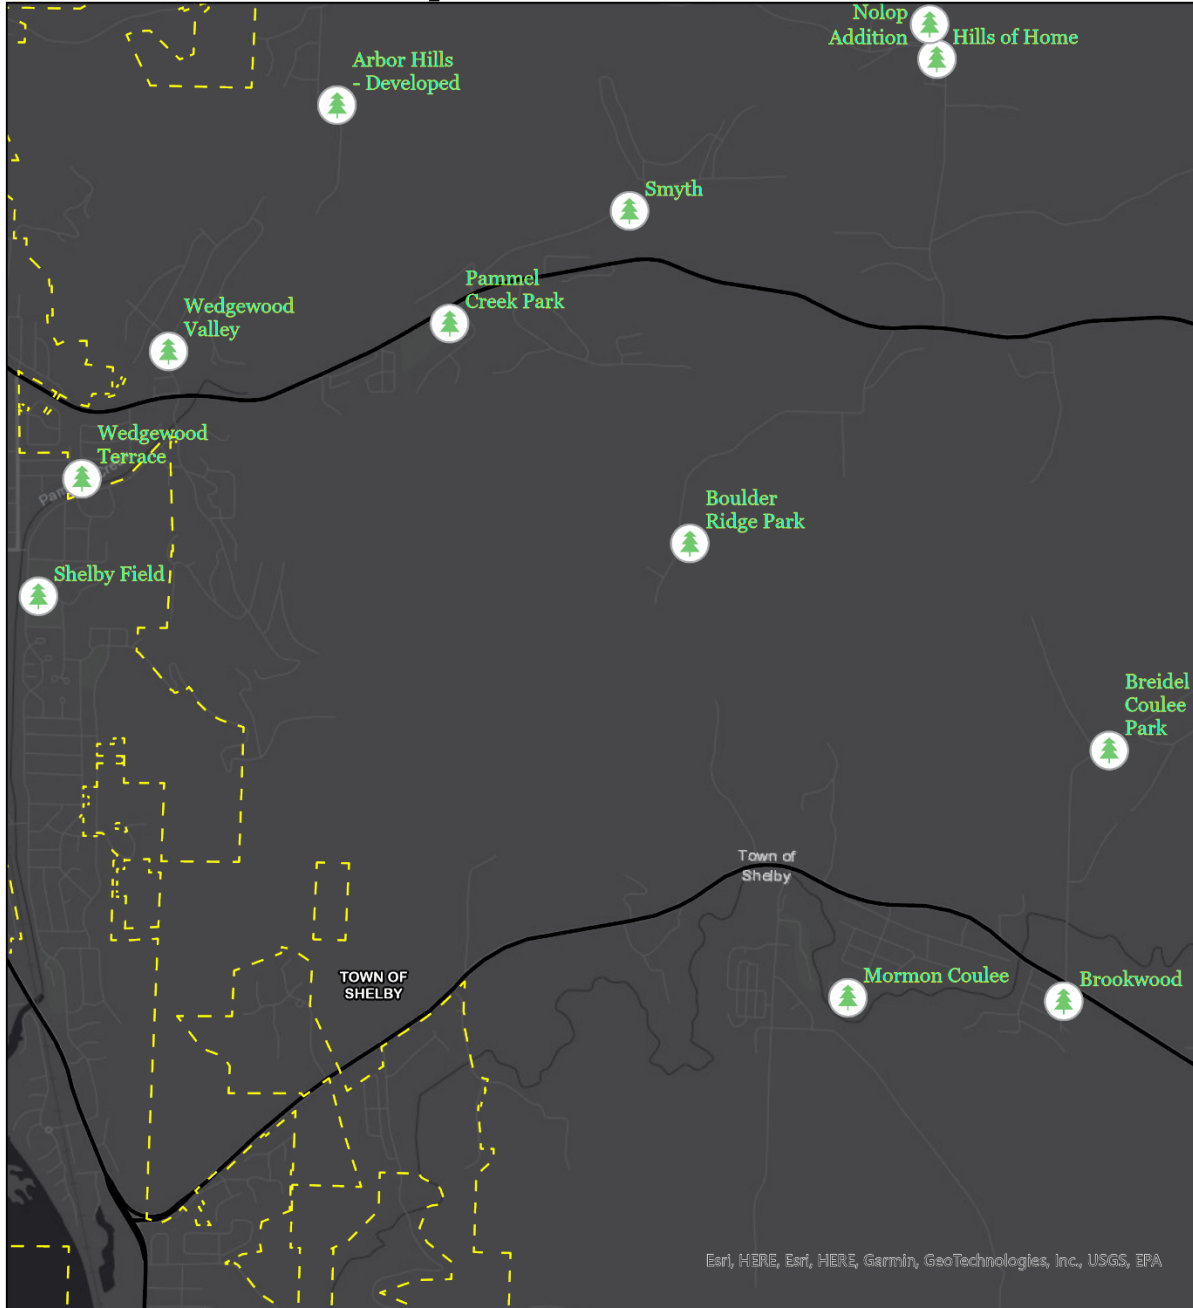 Nolop
Addition
Hills of Home
Arbor Hills
- Developed
Smyth
Pammel
Creek Park
Wedgewood
Valley
Wedgewood
Terrace
Boulder
Ridge Park
Shelby Field
Breidel
Coulee
Park
Town of
Shelby
TOWN OF
SHELBY
Mormon Coulee
Brookwood
Esri, HERE, Esri, HERE, Garmin, GeoTechnologies, Inc., USGS, EPA